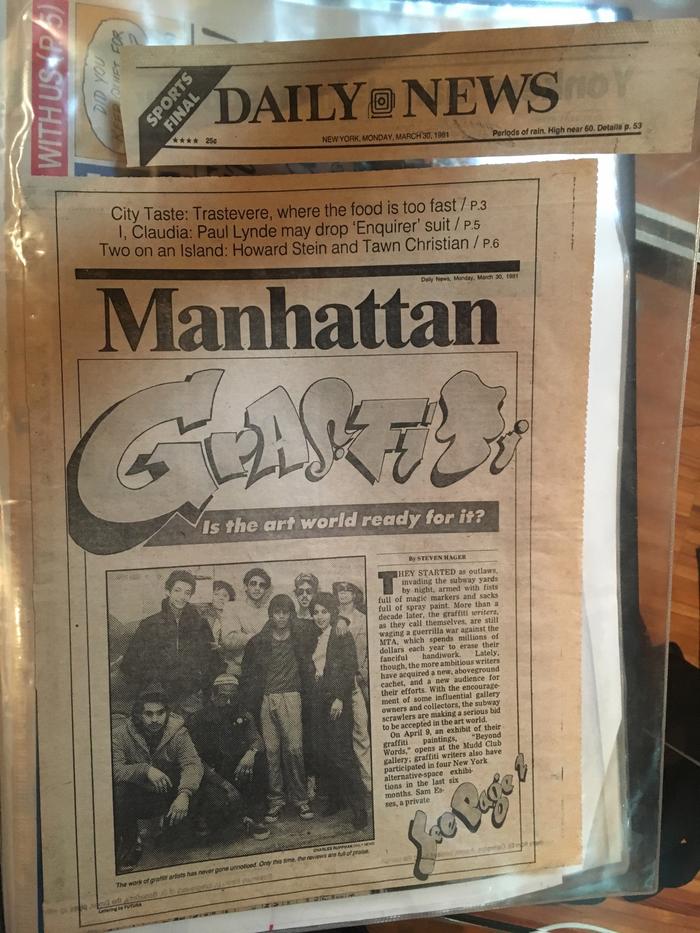 WITH US (P. 5)
DID YOU
FOR
SPORTS
FINAL
DAILY NEWS
★★★★ 25¢
NEW YORK, MONDAY, MARCH 30, 1981
Periods of rain. High near 60. Details p. 53
City Taste: Trastevere, where the food is too fast / P.3
I, Claudia: Paul Lynde may drop ‘Enquirer’ suit / P.5
Two on an Island: Howard Stein and Tawn Christian / P.6
Daily News, Monday, March 30, 1981
Manhattan
GrAffiTi
Is the art world ready for it?
By STEVEN HAGER
THEY STARTED as outlaws,
invading the subway yards
by night, armed with fists
full of magic markers and sacks
full of spray paint. More than a
decade later, the graffiti writers,
as they call themselves, are still
waging a guerrilla war against the
MTA, which spends millions of
dollars each year to erase their
fanciful handiwork. Lately,
though, the more ambitious writers
have acquired a new, aboveground
cachet, and a new audience for
their efforts. With the encourage-
ment of some influential gallery
owners and collectors, the subway
scrawlers are making a serious bid
to be accepted in the art world.
On April 9, an exhibit of their
graffiti paintings, "Beyond
Words," opens at the Mudd Club
gallery; graffiti writers also have
participated in four New York
alternative-space exhibi-
tions in the last six
months. Sam Es-
ses, a private
See Page 7
CHARLES RUPPMANN DAILY NEWS
The work of graffiti artists has never gone unnoticed. Only this time, the reviews are full of praise.
Lettering by FUTURA